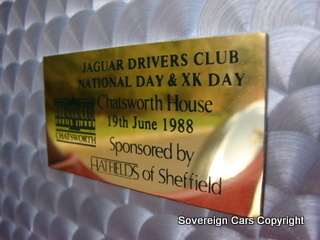 JAGUAR DRIVERS CLUB
NATIONAL DAY & XK DAY
Chatsworth House
19th June 1988
CHATSWORTH
Sponsored by
HATFIELDS of Sheffield
Sovereign Cars Copyright